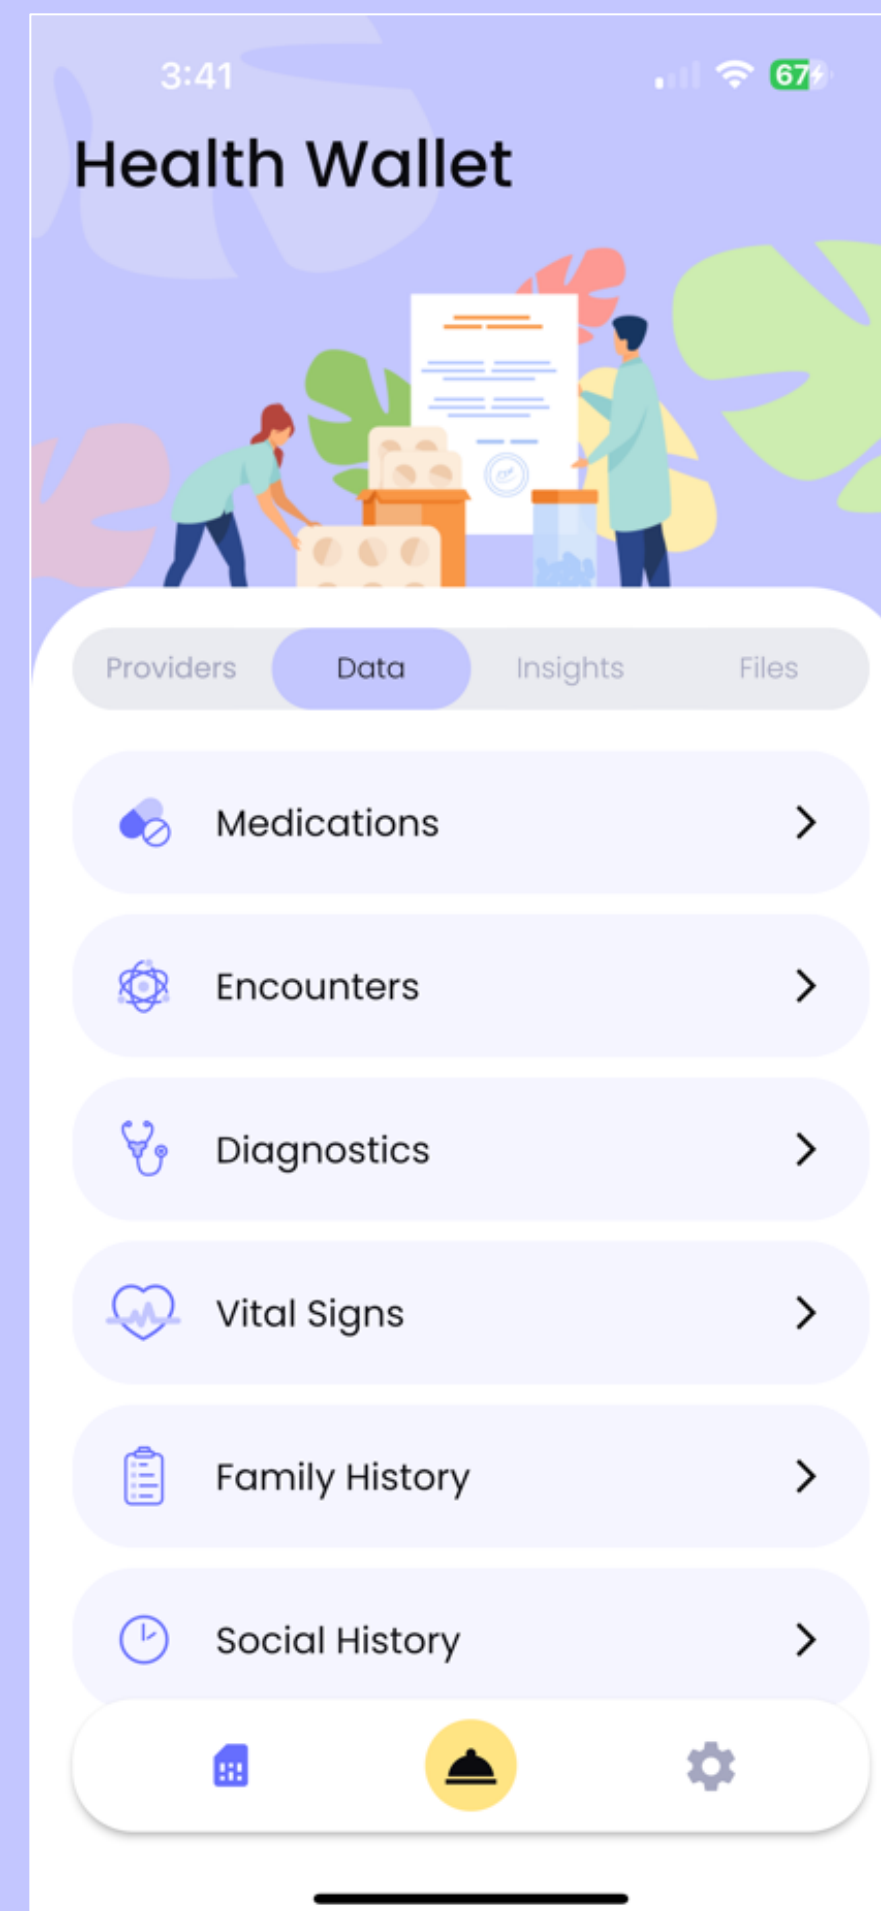 3:41
67
Health Wallet
Providers Data Insights Files
Medications
Encounters
Diagnostics
Vital Signs
Family History
Social History